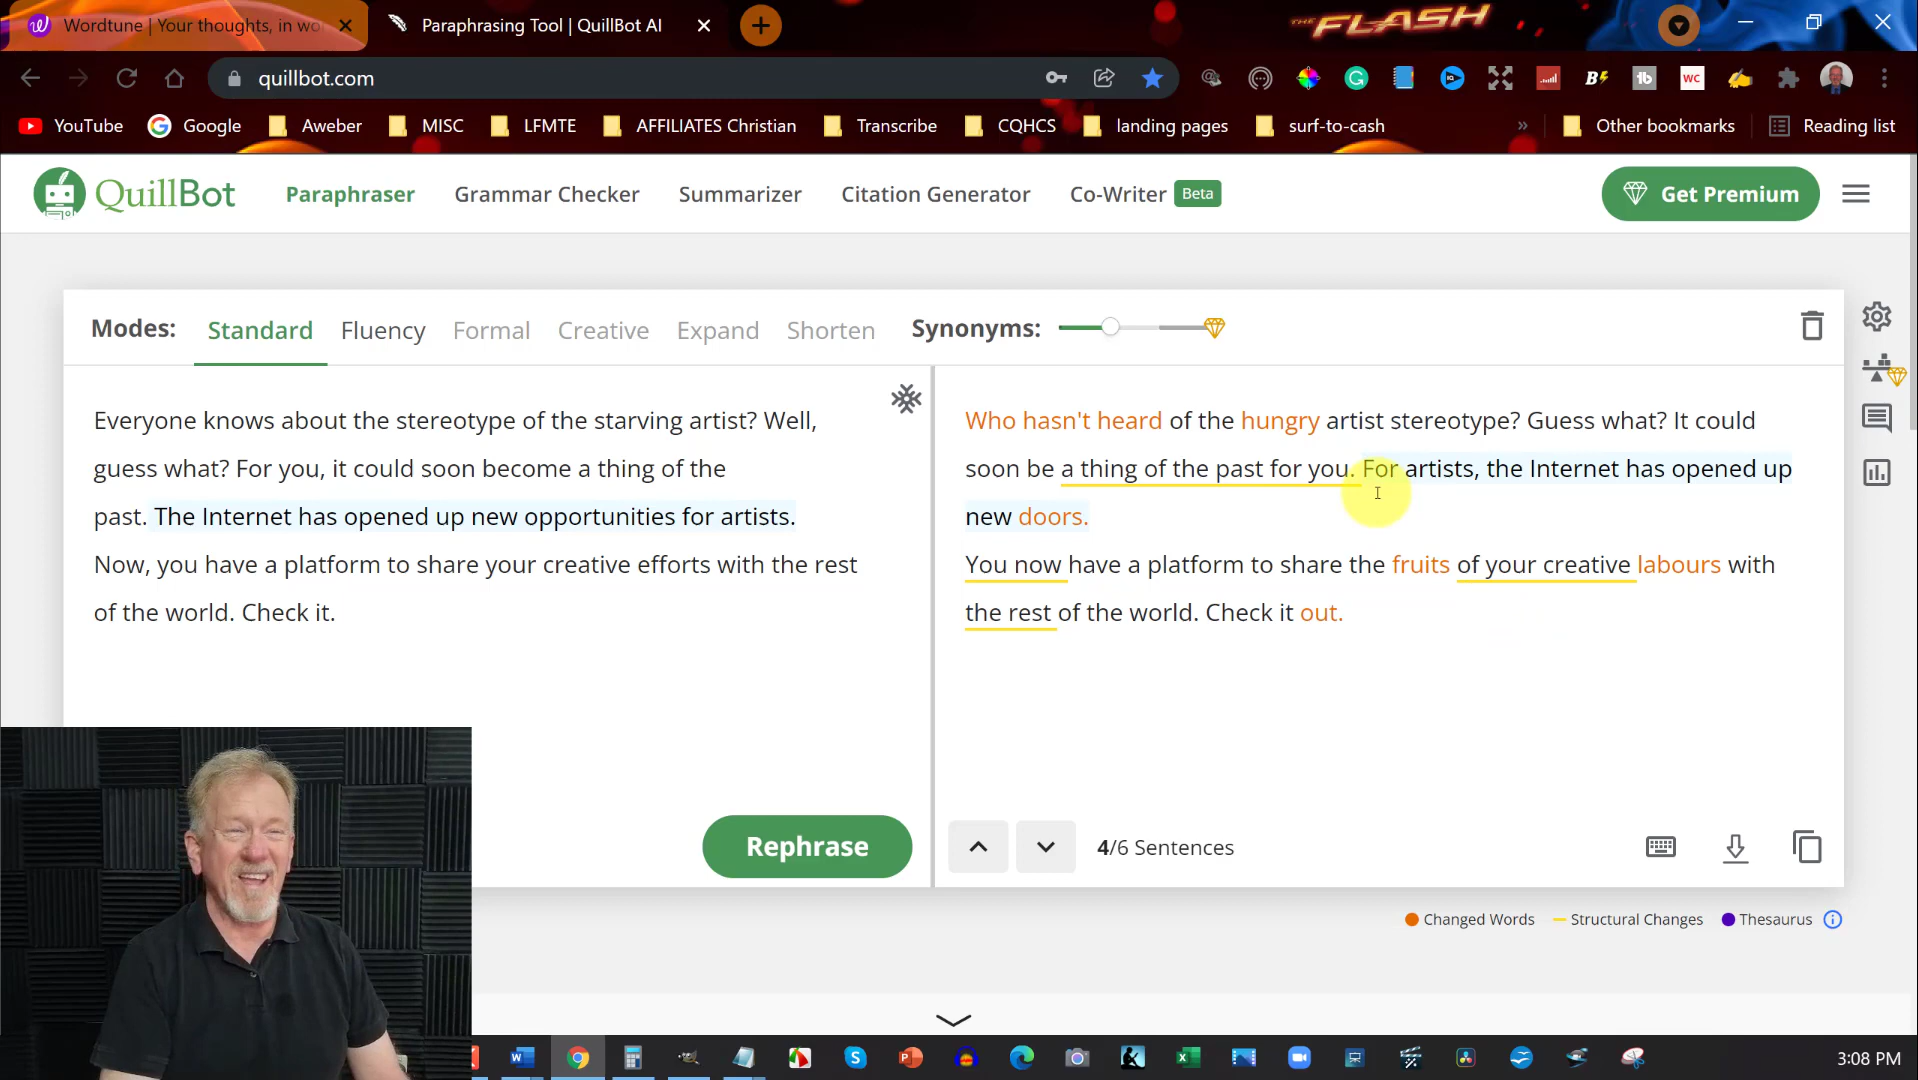 Wordtune | Your thoughts, in wo
Paraphrasing Tool | QuillBot AI
THE FLASH
quillbot.com
YouTube
Google
Aweber
MISC
LFMTE
AFFILIATES Christian
Transcribe
CQHCS
landing pages
surf-to-cash
»
Other bookmarks
Reading list
QuillBot
Paraphraser
Grammar Checker
Summarizer
Citation Generator
Co-Writer Beta
Get Premium
Modes:
Standard
Fluency
Formal
Creative
Expand
Shorten
Synonyms:
Everyone knows about the stereotype of the starving artist? Well,
guess what? For you, it could soon become a thing of the
past. The Internet has opened up new opportunities for artists.
Now, you have a platform to share your creative efforts with the rest
of the world. Check it.
Who hasn't heard of the hungry artist stereotype? Guess what? It could
soon be a thing of the past for you. For artists, the Internet has opened up
new doors.
You now have a platform to share the fruits of your creative labours with
the rest of the world. Check it out.
Rephrase
4/6 Sentences
Changed Words
Structural Changes
Thesaurus
3:08 PM